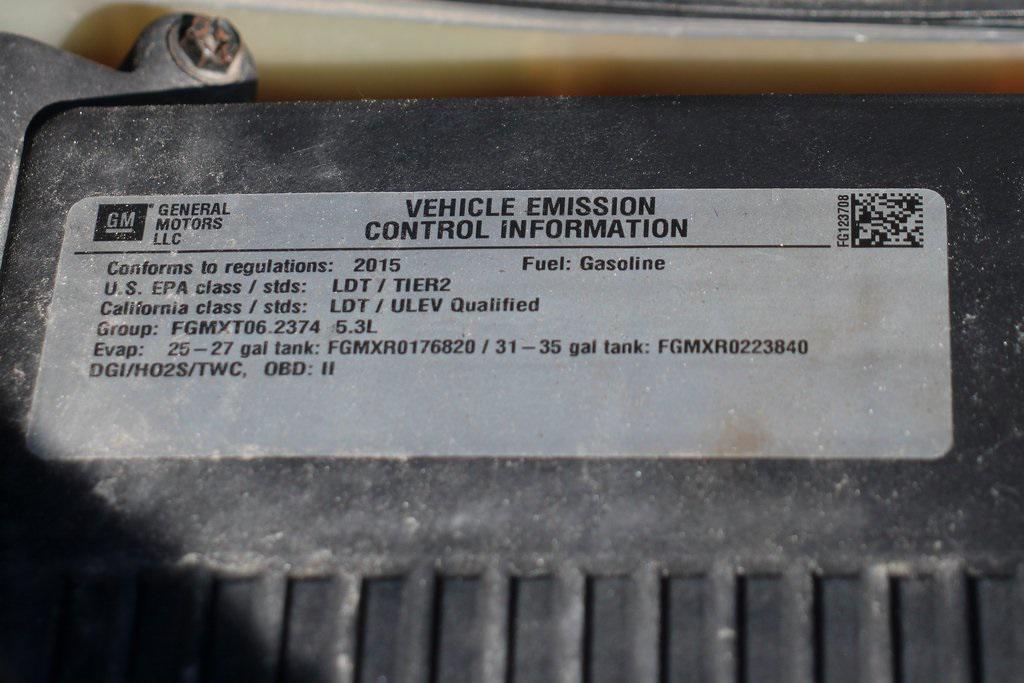 GM GENERAL
MOTORS
LLC
VEHICLE EMISSION
CONTROL INFORMATION
FG123708
Conforms to regulations: 2015 Fuel: Gasoline
U.S. EPA class / stds: LDT / TIER2
California class / stds: LDT / ULEV Qualified
Group: FGMXT06.2374 5.3L
Evap: 25-27 gal tank: FGMXR0176820 / 31-35 gal tank: FGMXR0223840
DGI/HO2S/TWC, OBD: II